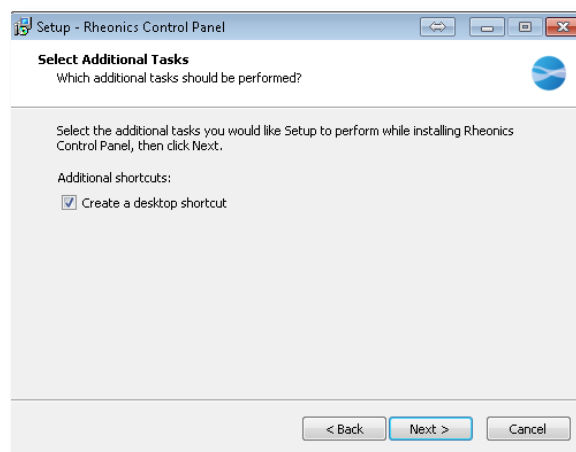 Setup - Rheonics Control Panel
Select Additional Tasks
Which additional tasks should be performed?
Select the additional tasks you would like Setup to perform while installing Rheonics
Control Panel, then click Next.
Additional shortcuts:
Create a desktop shortcut
< Back Next > Cancel